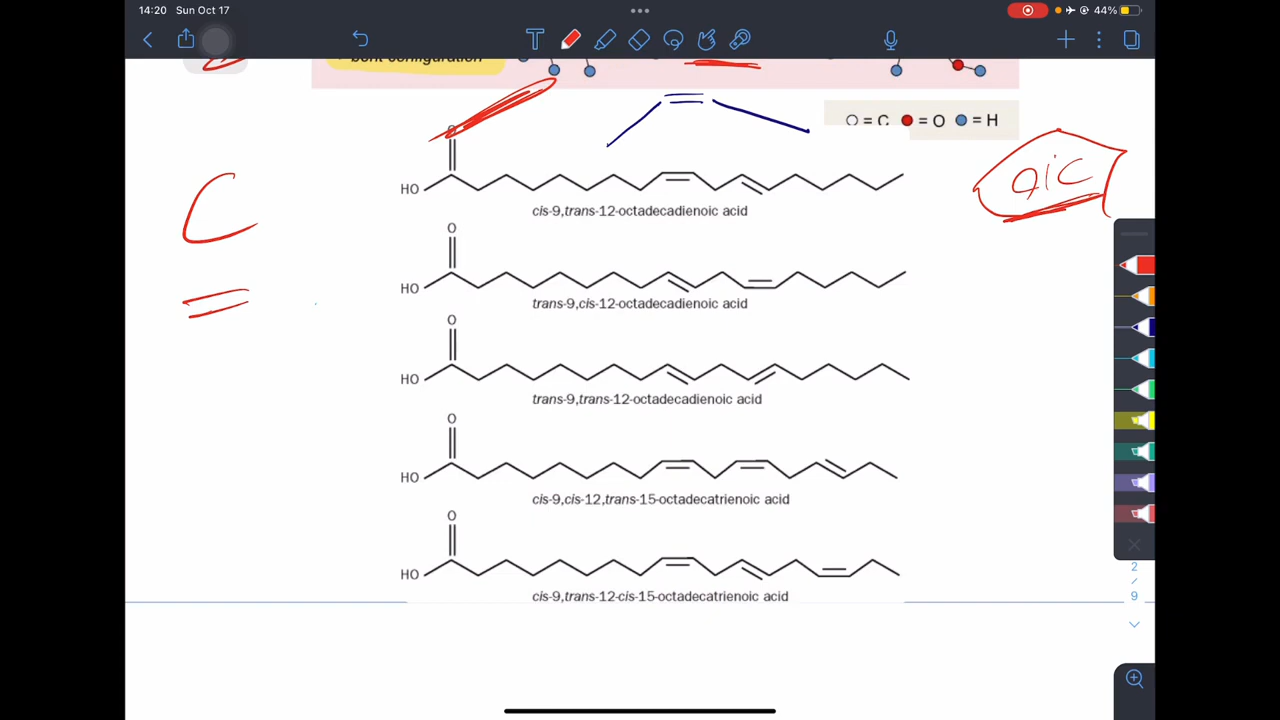 14:20 Sun Oct 17
44%
T
bent configuration
= C = O = H
C
aic
O
HO
cis-9,trans-12-octadecadienoic acid
O
HO
trans-9,cis-12-octadecadienoic acid
O
HO
trans-9,trans-12-octadecadienoic acid
O
HO
cis-9,cis-12,trans-15-octadecatrienoic acid
O
HO
cis-9,trans-12-cis-15-octadecatrienoic acid
2
/
9